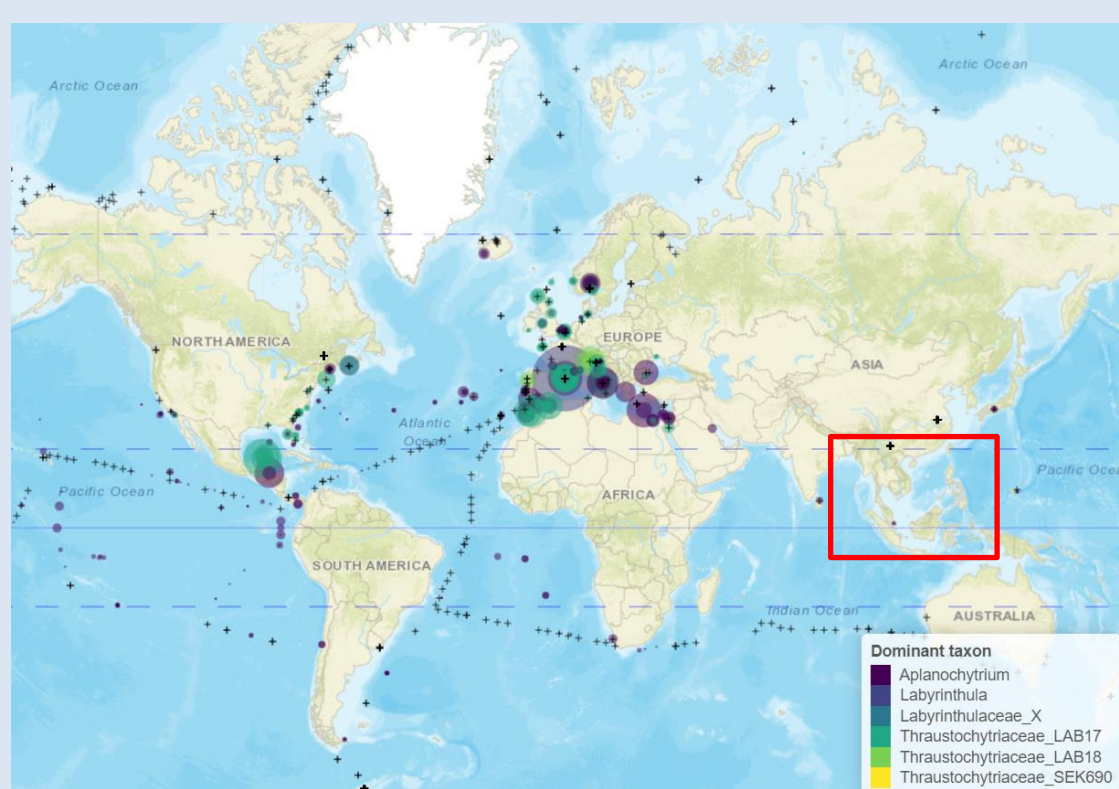 Arctic Ocean
Arctic Ocean
NORTH AMERICA
EUROPE
ASIA
Atlantic
Ocean
Pacific Ocean
Pacific Ocea
AFRICA
SOUTH AMERICA
Indian Ocean
AUSTRALIA
Dominant taxon
Aplanochytrium
Labyrinthula
Labyrinthulaceae_X
Thraustochytriaceae_LAB17
Thraustochytriaceae_LAB18
Thraustochytriaceae_SEK690